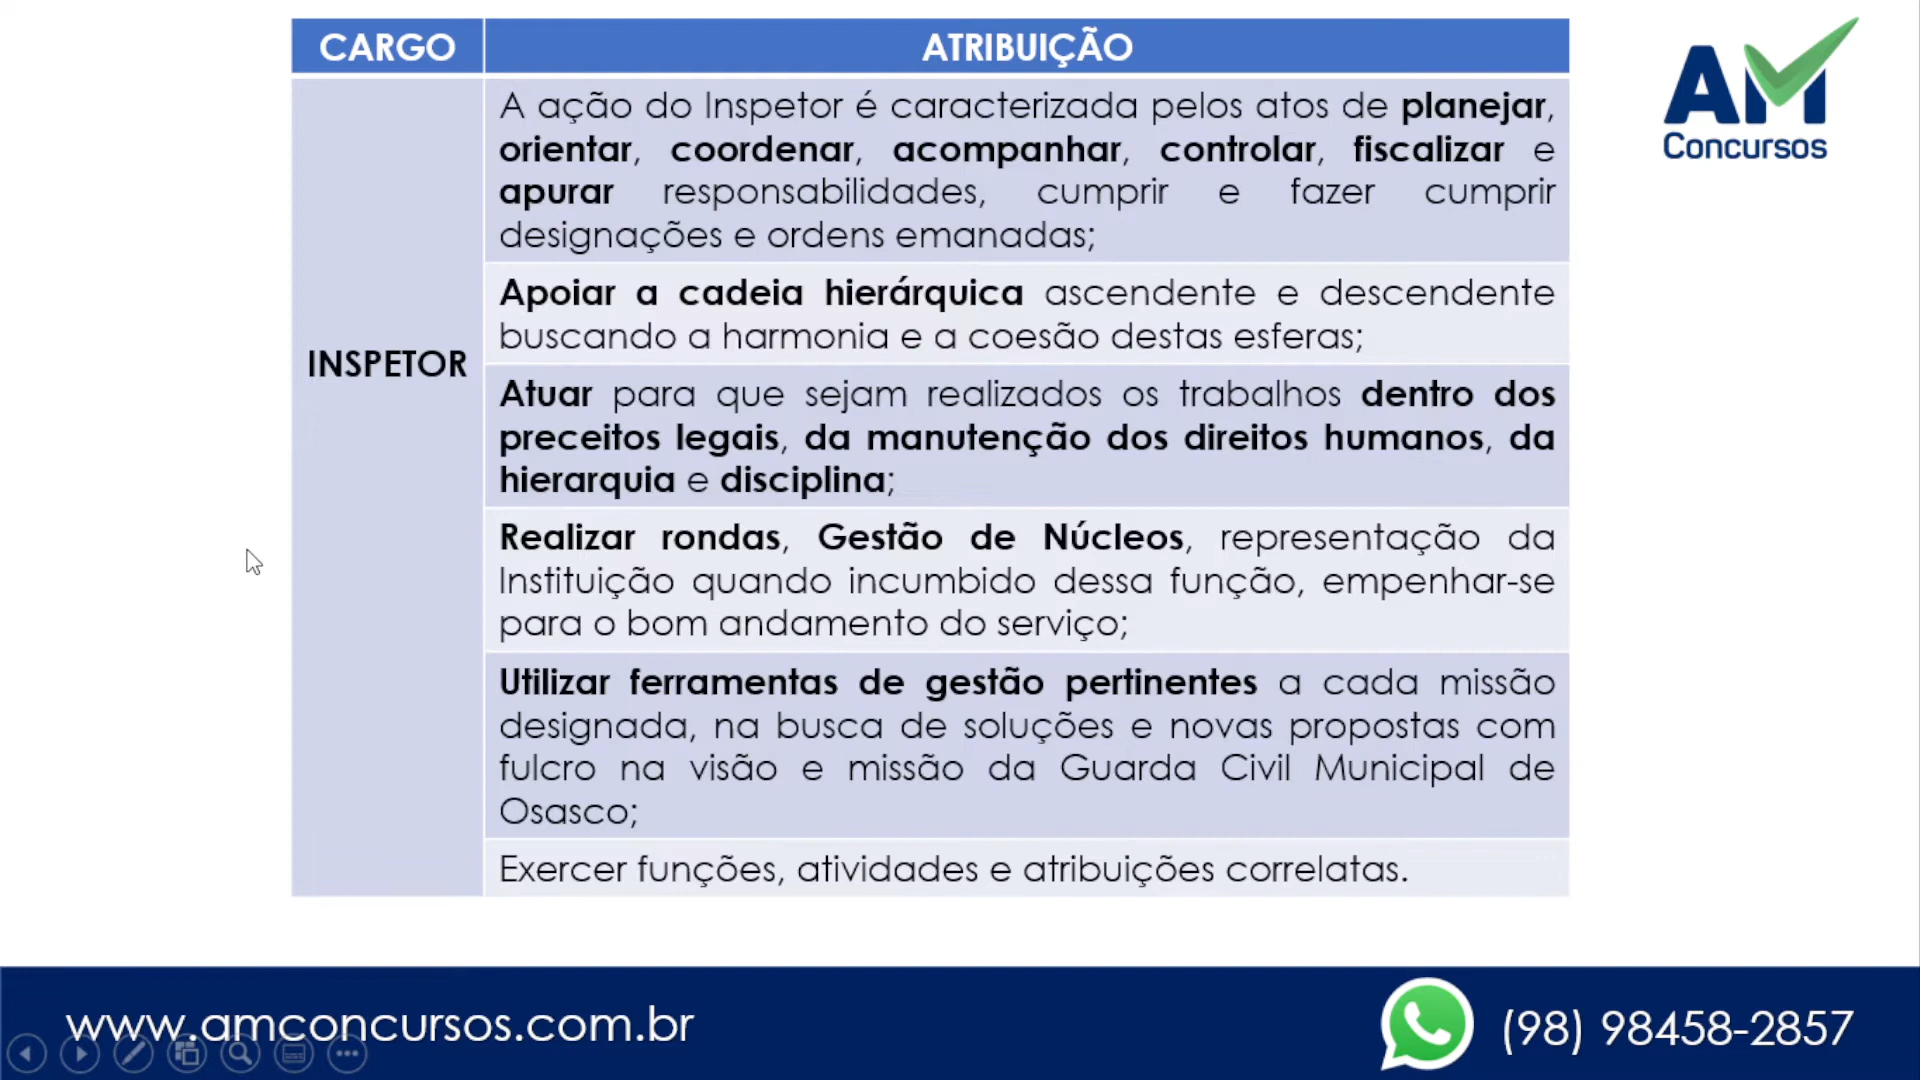 CARGO
ATRIBUIÇÃO
AM
Concursos
INSPETOR
A ação do Inspetor é caracterizada pelos atos de planejar,
orientar, coordenar, acompanhar, controlar, fiscalizar e
apurar responsabilidades, cumprir e fazer cumprir
designações e ordens emanadas;
Apoiar a cadeia hierárquica ascendente e descendente
buscando a harmonia e a coesão destas esferas;
Atuar para que sejam realizados os trabalhos dentro dos
preceitos legais, da manutenção dos direitos humanos, da
hierarquia e disciplina;
Realizar rondas, Gestão de Núcleos, representação da
Instituição quando incumbido dessa função, empenhar-se
para o bom andamento do serviço;
Utilizar ferramentas de gestão pertinentes a cada missão
designada, na busca de soluções e novas propostas com
fulcro na visão e missão da Guarda Civil Municipal de
Osasco;
Exercer funções, atividades e atribuições correlatas.
www.amconcursos.com.br
(98) 98458-2857